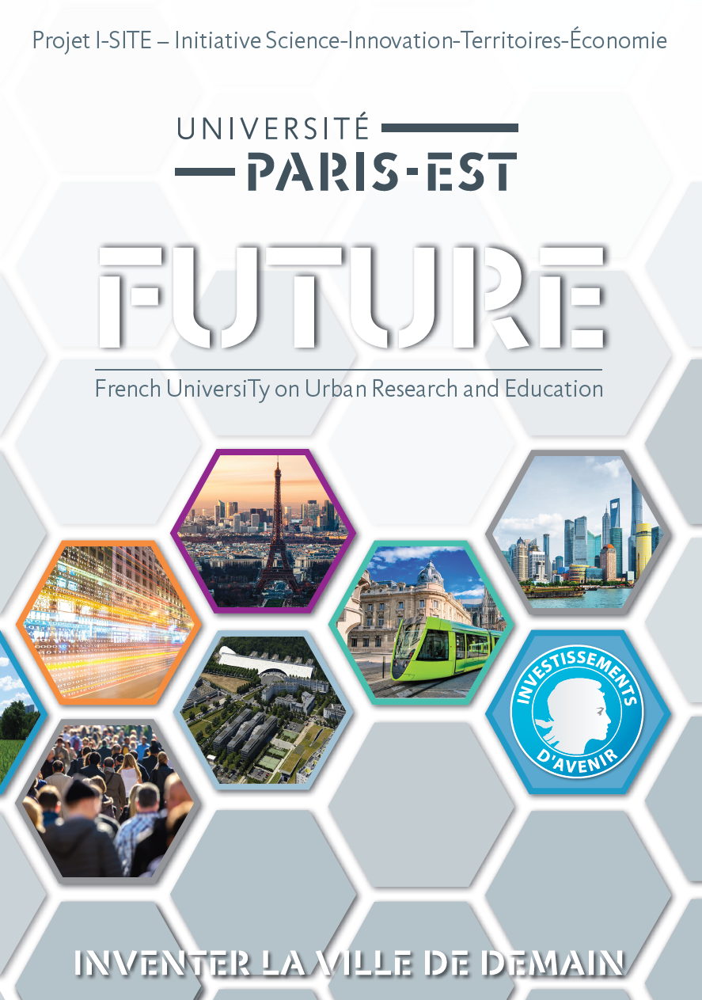 Projet I-SITE – Initiative Science-Innovation-Territoires-Économie
UNIVERSITÉ
PARIS-EST
FUTURE
French UniversiTy on Urban Research and Education
INVESTISSEMENTS
D'AVENIR
INVENTER LA VILLE DE DEMAIN